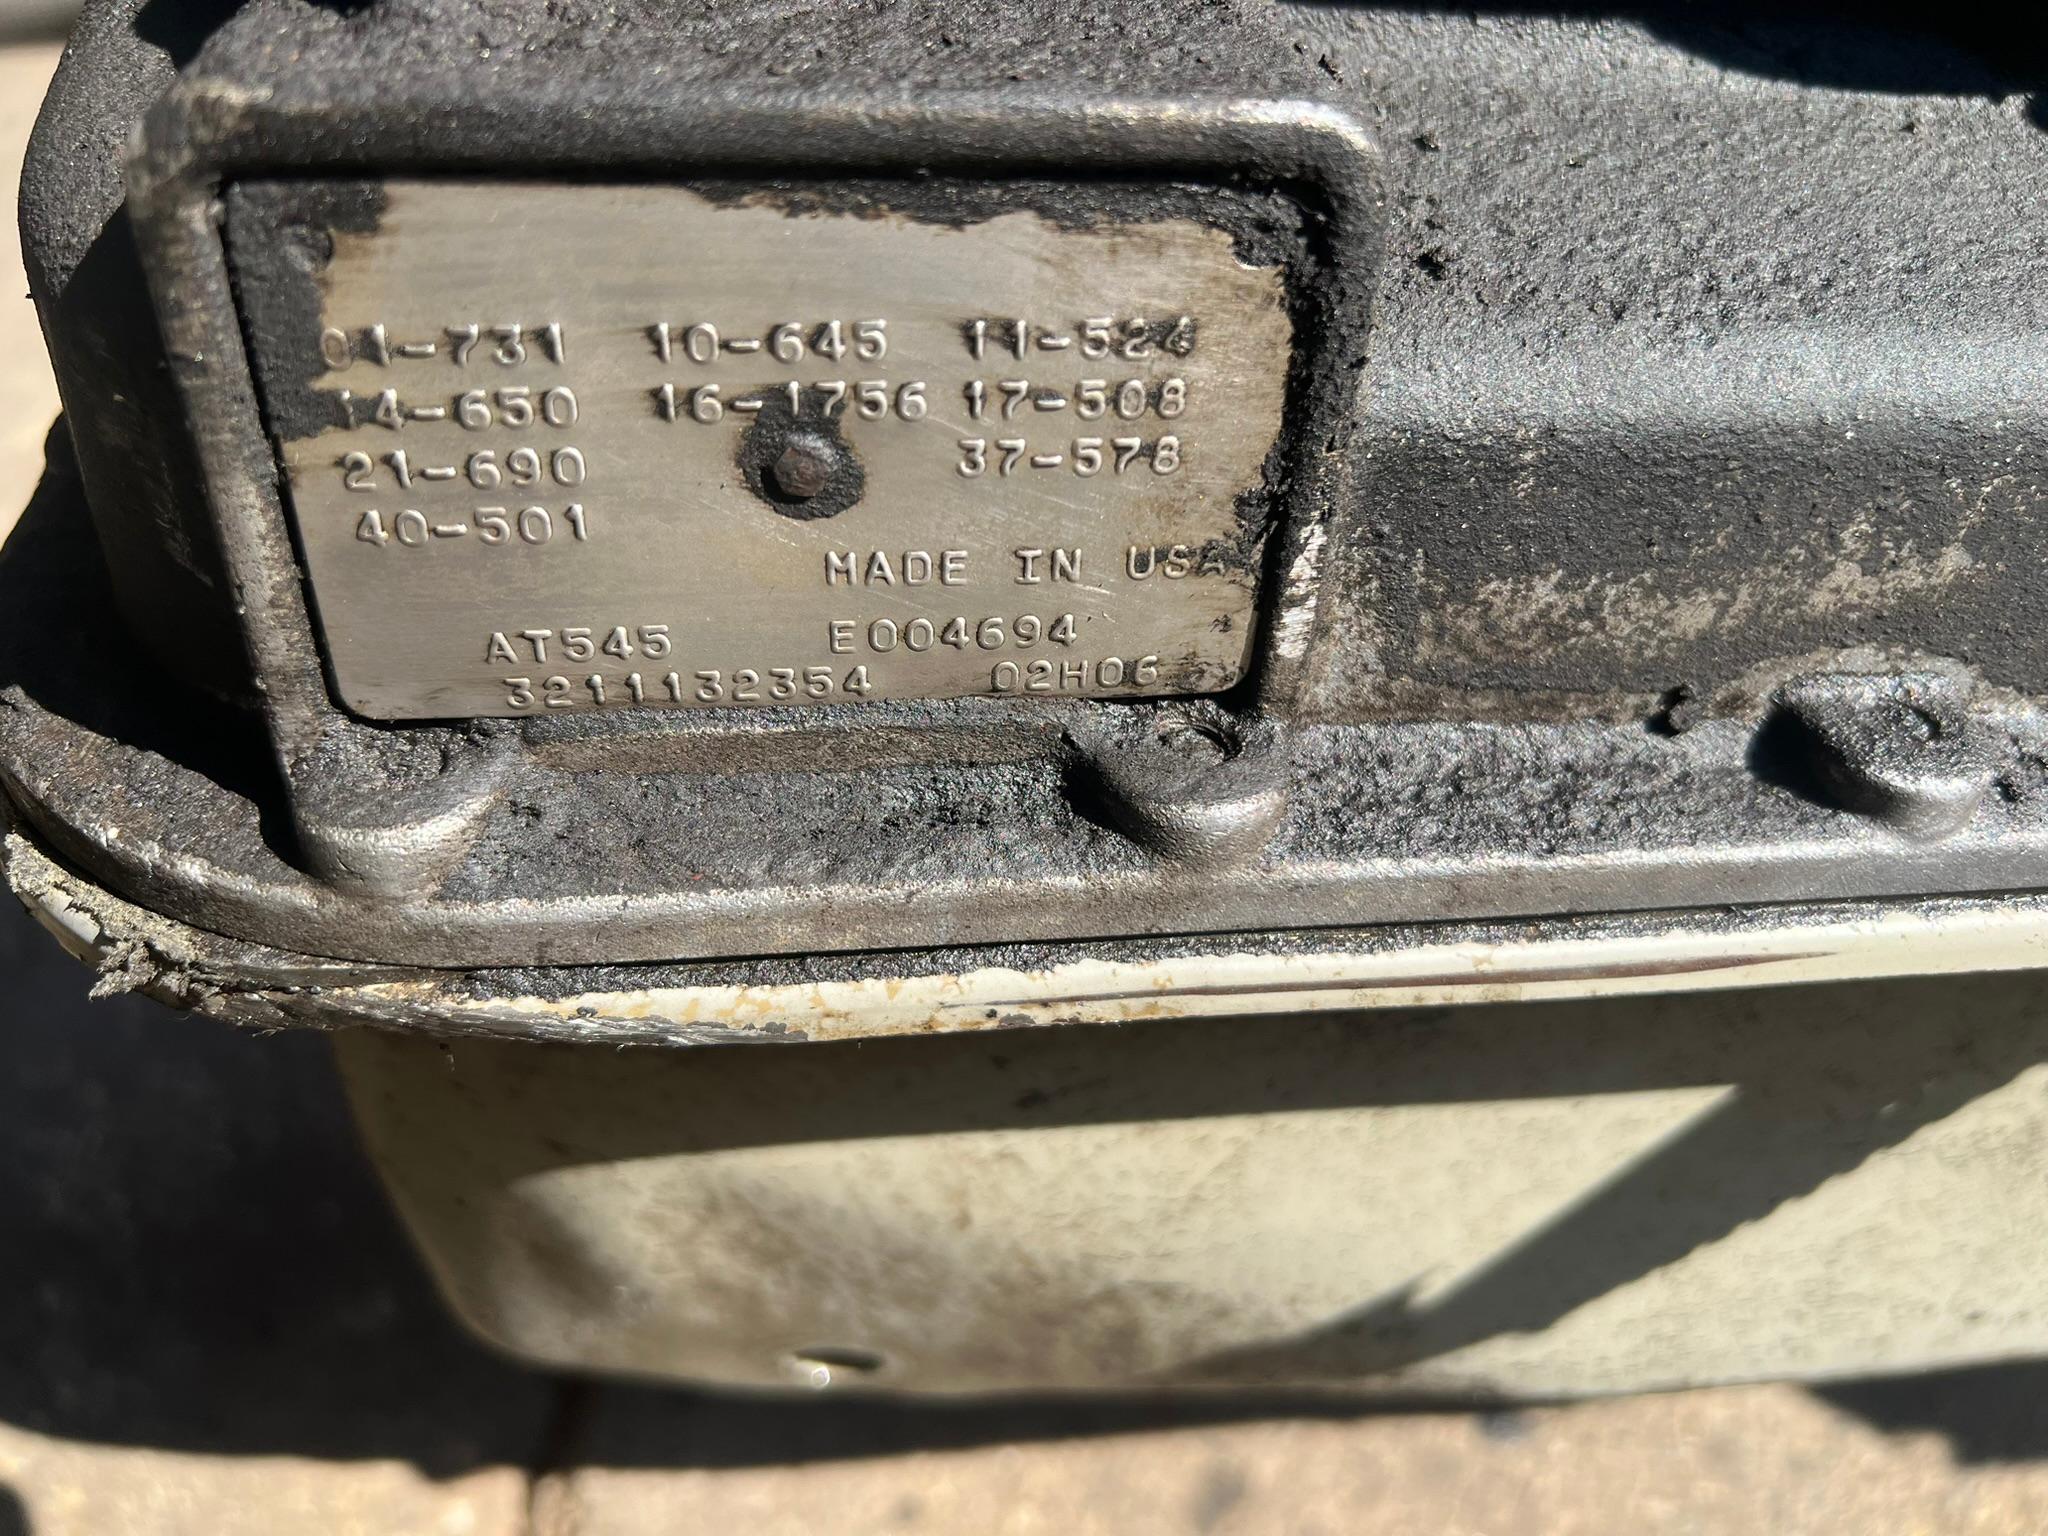 01-731 10-645 11-524
14-650 16-1756 17-508
21-690 37-578
40-501
MADE IN USA
AT545 E004694
3211132354 02H06